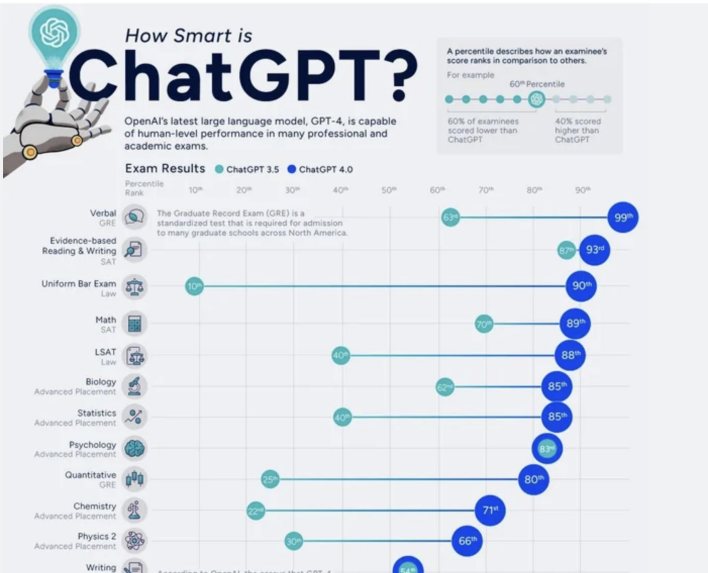 How Smart is
ChatGPT?
OpenAI's latest large language model, GPT-4, is capable
of human-level performance in many professional and
academic exams.
A percentile describes how an examinee's
score ranks in comparison to others.
For example
60th Percentile
60% of examinees
scored lower than
ChatGPT
40% scored
higher than
ChatGPT
Exam Results ChatGPT 3.5 ChatGPT 4.0
Percentile
Rank
10th 20th 30th 40th 50th 60th 70th 80th 90th
Verbal
GRE
The Graduate Record Exam (GRE) is a
standardized test that is required for admission
to many graduate schools across North America.
63rd 99th
Evidence-based
Reading & Writing
SAT
87th 93rd
Uniform Bar Exam
Law
10th 90th
Math
SAT
70th 89th
LSAT
Law
40th 88th
Biology
Advanced Placement
62nd 85th
Statistics
Advanced Placement
40th 85th
Psychology
Advanced Placement
83rd
Quantitative
GRE
25th 80th
Chemistry
Advanced Placement
22nd 71st
Physics 2
Advanced Placement
30th 66th
Writing
54th